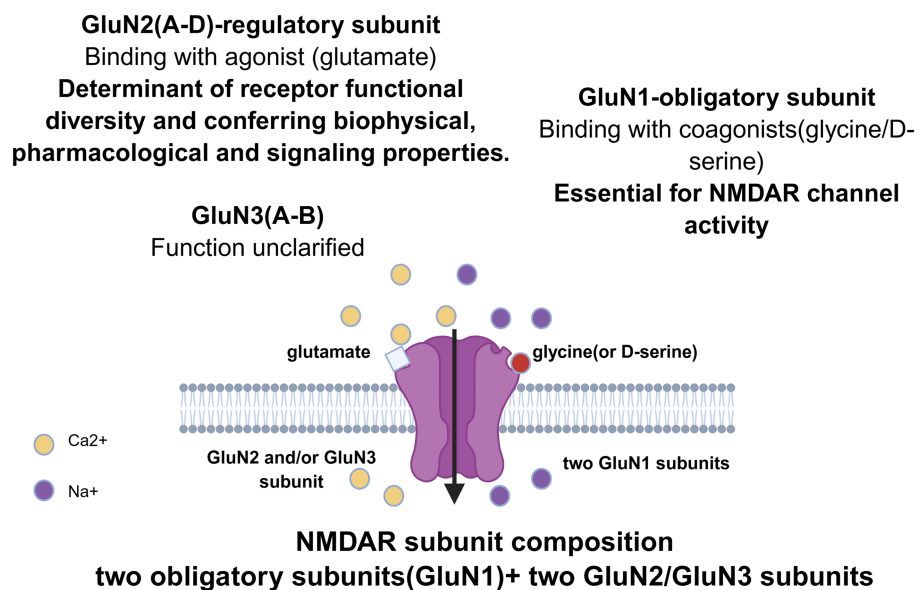 GluN2(A-D)-regulatory subunit
Binding with agonist (glutamate)
Determinant of receptor functional
diversity and conferring biophysical,
pharmacological and signaling properties.
GluN1-obligatory subunit
Binding with coagonists(glycine/D-
serine)
Essential for NMDAR channel
activity
GluN3(A-B)
Function unclarified
glutamate
glycine(or D-serine)
Ca2+
Na+
GluN2 and/or GluN3
subunit
two GluN1 subunits
NMDAR subunit composition
two obligatory subunits(GluN1)+ two GluN2/GluN3 subunits